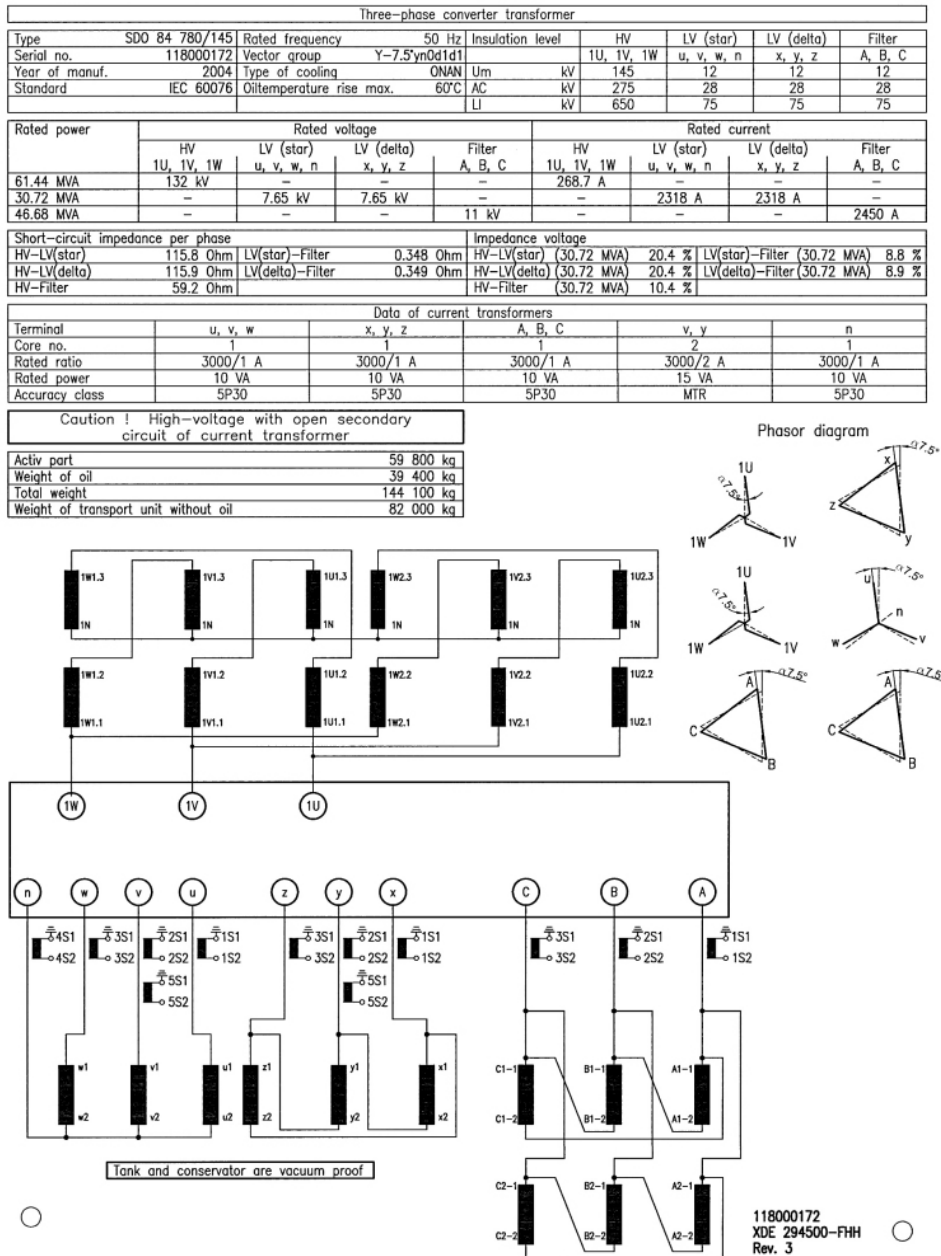 Three-phase converter transformer
Type SDO 84 780/145 Rated frequency 50 Hz Insulation level HV LV (star) LV (delta) Filter
Serial no. 118000172 Vector group Y-7.5°yn0d1d1 1U, 1V, 1W u, v, w, n x, y, z A, B, C
Year of manuf. 2004 Type of cooling ONAN Um kV 145 12 12 12
Standard IEC 60076 Oiltemperature rise max. 60°C AC kV 275 28 28 28
LI kV 650 75 75 75
Rated power Rated voltage Rated current
HV LV (star) LV (delta) Filter HV LV (star) LV (delta) Filter
1U, 1V, 1W u, v, w, n x, y, z A, B, C 1U, 1V, 1W u, v, w, n x, y, z A, B, C
61.44 MVA 132 kV – – – 268.7 A – – –
30.72 MVA – 7.65 kV 7.65 kV – – 2318 A 2318 A –
46.68 MVA – – – 11 kV – – – 2450 A
Short-circuit impedance per phase Impedance voltage
HV-LV(star) 115.8 Ohm LV(star)-Filter 0.348 Ohm HV-LV(star) (30.72 MVA) 20.4 % LV(star)-Filter (30.72 MVA) 8.8 %
HV-LV(delta) 115.9 Ohm LV(delta)-Filter 0.349 Ohm HV-LV(delta) (30.72 MVA) 20.4 % LV(delta)-Filter (30.72 MVA) 8.9 %
HV-Filter 59.2 Ohm HV-Filter (30.72 MVA) 10.4 %
Data of current transformers
Terminal u, v, w x, y, z A, B, C v, y n
Core no. 1 1 1 2 1
Rated ratio 3000/1 A 3000/1 A 3000/1 A 3000/2 A 3000/1 A
Rated power 10 VA 10 VA 10 VA 15 VA 10 VA
Accuracy class 5P30 5P30 5P30 MTR 5P30
Caution ! High-voltage with open secondary
circuit of current transformer
Activ part 59 800 kg
Weight of oil 39 400 kg
Total weight 144 100 kg
Weight of transport unit without oil 82 000 kg
Phasor diagram
1U α7.5° 1W 1V
x α7.5° z y
1U α7.5° 1W 1V
u α7.5° n w v
A α7.5° C B
A α7.5° C B
1W1.3 1V1.3 1U1.3 1W2.3 1V2.3 1U2.3
1N 1N 1N 1N 1N 1N
1W1.2 1V1.2 1U1.2 1W2.2 1V2.2 1U2.2
1W1.1 1V1.1 1U1.1 1W2.1 1V2.1 1U2.1
1W 1V 1U
n w v u z y x C B A
4S1 3S1 2S1 1S1 3S1 2S1 1S1 3S1 2S1 1S1
4S2 3S2 2S2 1S2 3S2 2S2 1S2 3S2 2S2 1S2
5S1 5S1
5S2 5S2
w1 v1 u1 z1 y1 x1 C1-1 B1-1 A1-1
w2 v2 u2 z2 y2 x2 C1-2 B1-2 A1-2
Tank and conservator are vacuum proof
C2-1 B2-1 A2-1
C2-2 B2-2 A2-2
118000172
XDE 294500-FHH
Rev. 3